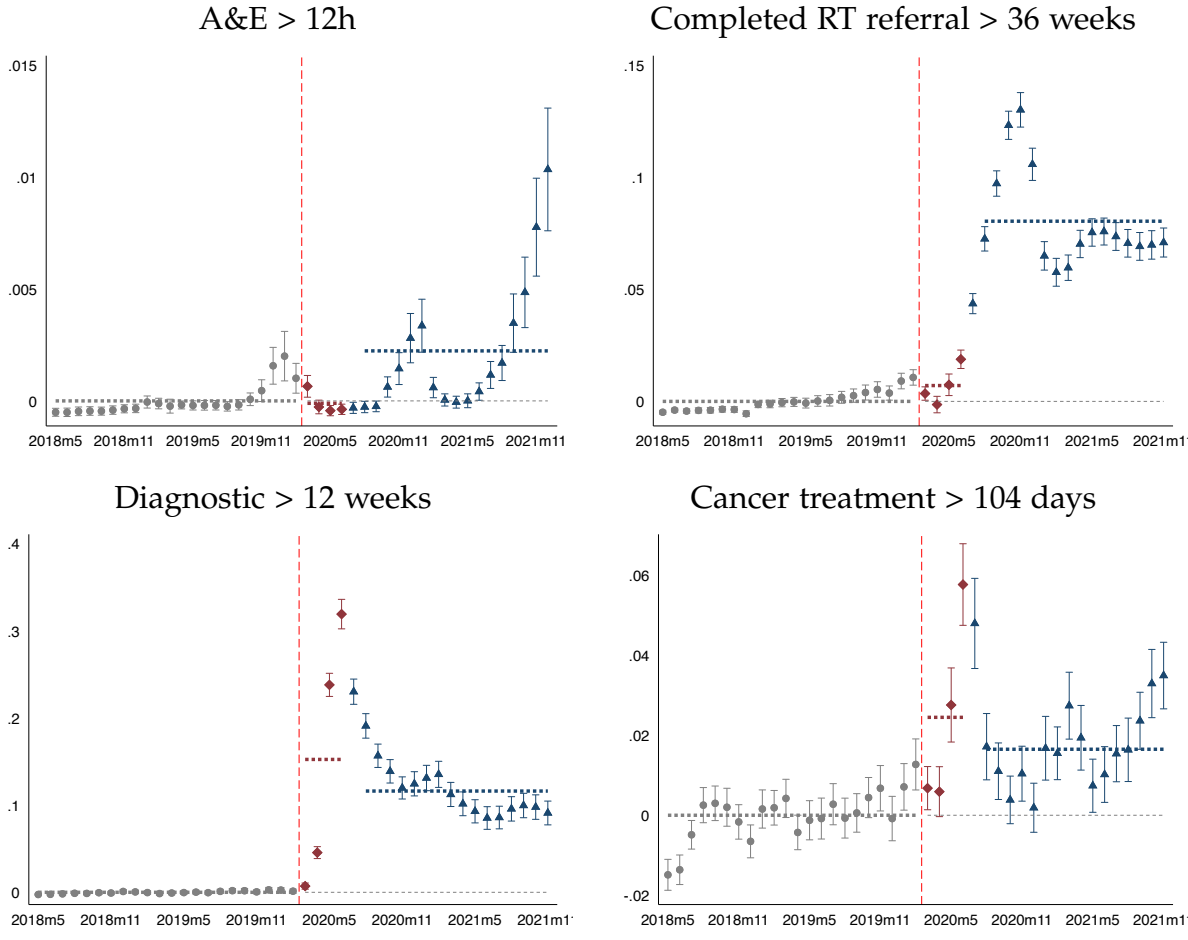 A&E > 12h
.015
.01
.005
0
2018m5 2018m11 2019m5 2019m11 2020m5 2020m11 2021m5 2021m11
Completed RT referral > 36 weeks
.15
.1
.05
0
2018m5 2018m11 2019m5 2019m11 2020m5 2020m11 2021m5 2021m1
Diagnostic > 12 weeks
.4
.3
.2
.1
0
2018m5 2018m11 2019m5 2019m11 2020m5 2020m11 2021m5 2021m11
Cancer treatment > 104 days
.06
.04
.02
0
-.02
2018m5 2018m11 2019m5 2019m11 2020m5 2020m11 2021m5 2021m1